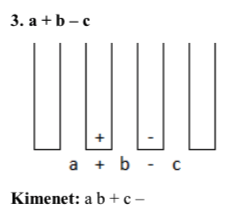 3. a + b – c
+ -
a + b - c
Kimenet: a b + c –